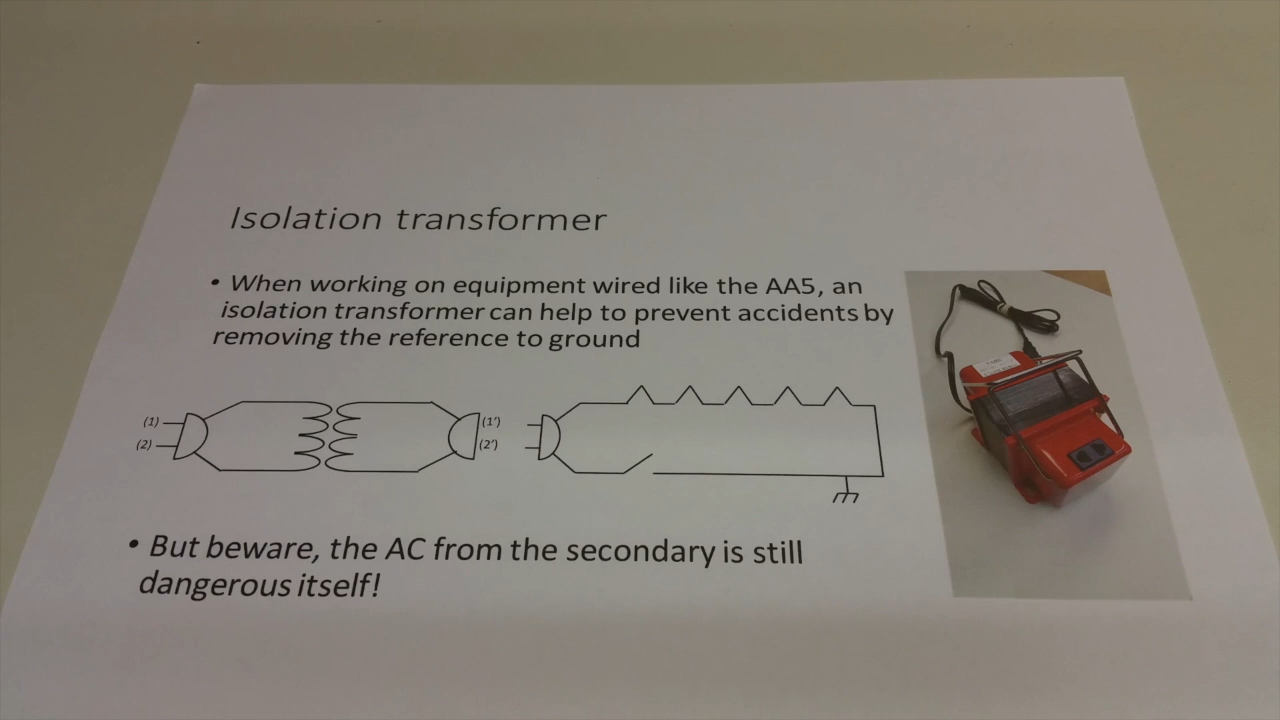 Isolation transformer
• When working on equipment wired like the AA5, an
isolation transformer can help to prevent accidents by
removing the reference to ground
(1)
(2)
(1')
(2')
• But beware, the AC from the secondary is still
dangerous itself!